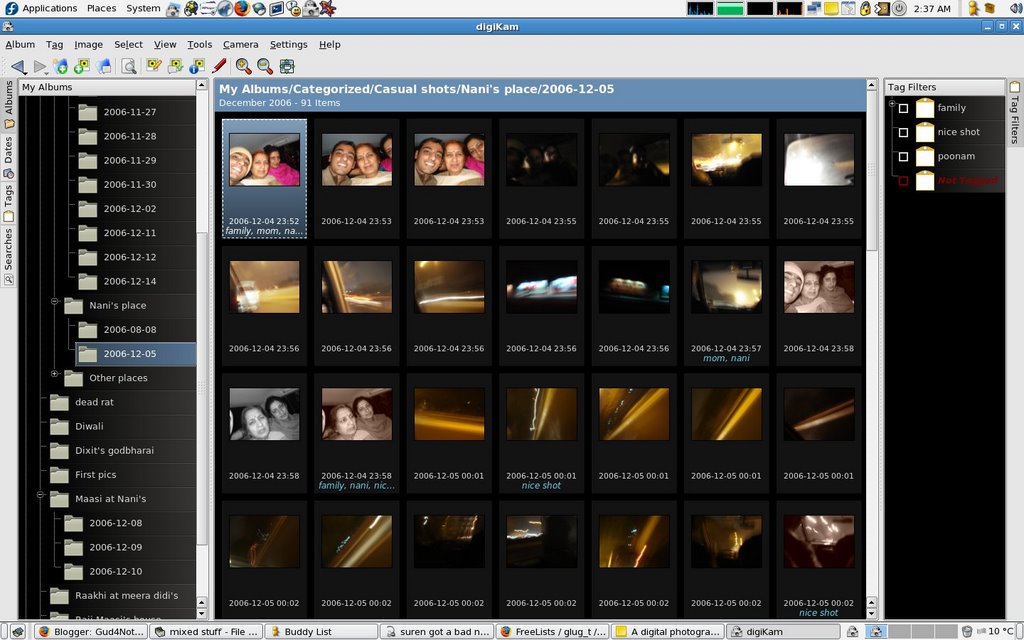 Applications Places System 2:37 AM
digiKam
Album Tag Image Select View Tools Camera Settings Help
Albums
Dates
Tags
Searches
My Albums
2006-11-27
2006-11-28
2006-11-29
2006-11-30
2006-12-02
2006-12-11
2006-12-12
2006-12-14
Nani's place
2006-08-08
2006-12-05
Other places
dead rat
Diwali
Dixit's godbharai
First pics
Maasi at Nani's
2006-12-08
2006-12-09
2006-12-10
Raakhi at meera didi's
My Albums/Categorized/Casual shots/Nani's place/2006-12-05
December 2006 - 91 Items
2006-12-04 23:52 2006-12-04 23:53 2006-12-04 23:53 2006-12-04 23:55 2006-12-04 23:55 2006-12-04 23:55 2006-12-04 23:55
family, mom, na...
2006-12-04 23:56 2006-12-04 23:56 2006-12-04 23:56 2006-12-04 23:56 2006-12-04 23:56 2006-12-04 23:57 2006-12-04 23:58
mom, nani
2006-12-04 23:58 2006-12-04 23:58 2006-12-05 00:01 2006-12-05 00:01 2006-12-05 00:01 2006-12-05 00:01 2006-12-05 00:01
family, nani, nic... nice shot
2006-12-05 00:02 2006-12-05 00:02 2006-12-05 00:02 2006-12-05 00:02 2006-12-05 00:02 2006-12-05 00:02 2006-12-05 00:02
nice shot
Tag Filters
family
nice shot
poonam
Not Tagged
Tag Filters
Blogger: Gud4Not... mixed stuff - File ... Buddy List suren got a bad n... FreeLists / glug_t /... A digital photogra... digiKam 10 °C